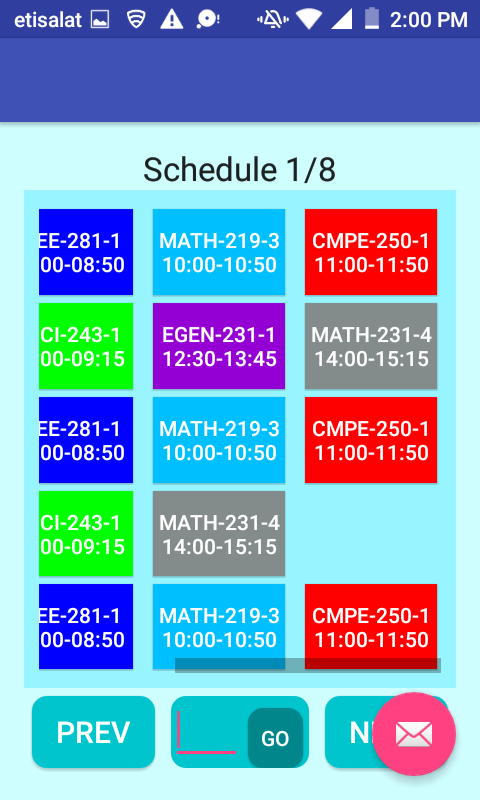 etisalat 2:00 PM
Schedule 1/8
EE-281-1 MATH-219-3 CMPE-250-1
00-08:50 10:00-10:50 11:00-11:50
CI-243-1 EGEN-231-1 MATH-231-4
00-09:15 12:30-13:45 14:00-15:15
EE-281-1 MATH-219-3 CMPE-250-1
00-08:50 10:00-10:50 11:00-11:50
CI-243-1 MATH-231-4
00-09:15 14:00-15:15
EE-281-1 MATH-219-3 CMPE-250-1
00-08:50 10:00-10:50 11:00-11:50
PREV GO N